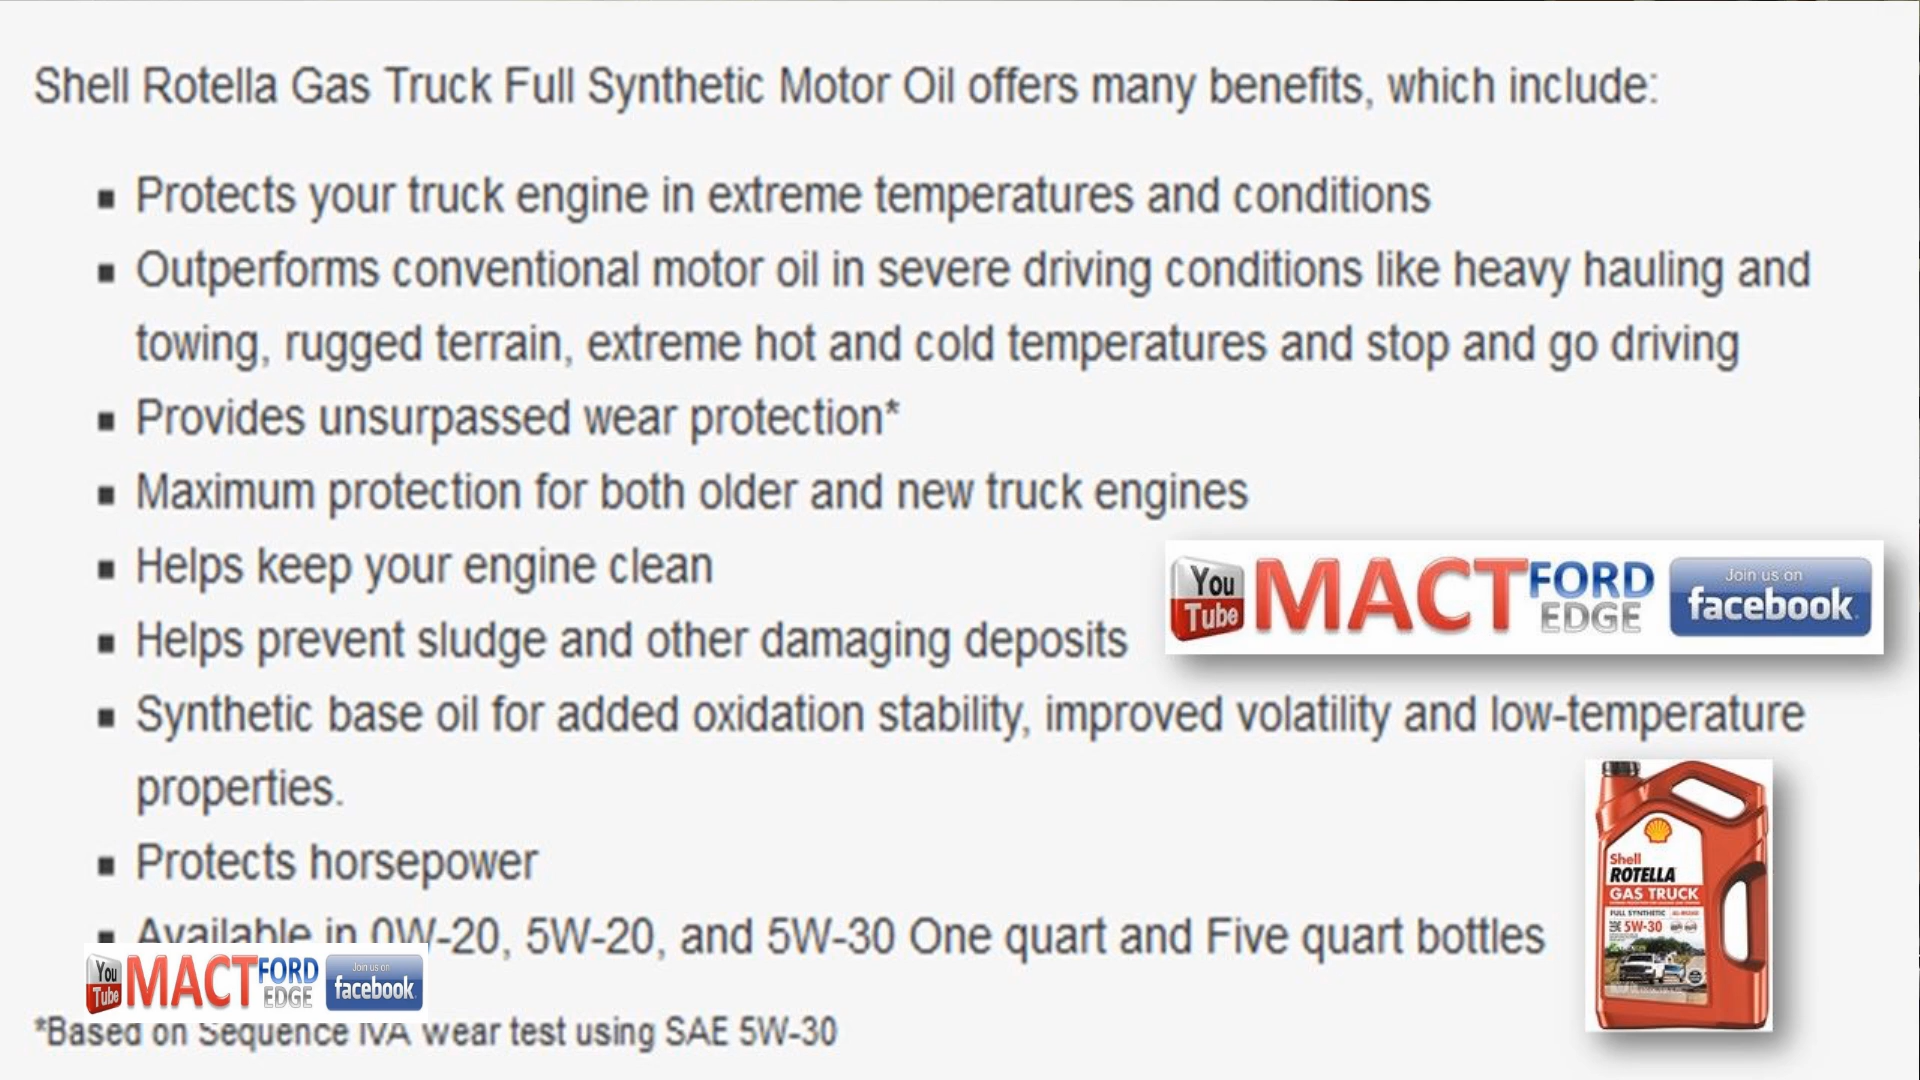 Shell Rotella Gas Truck Full Synthetic Motor Oil offers many benefits, which include:
▪ Protects your truck engine in extreme temperatures and conditions
▪ Outperforms conventional motor oil in severe driving conditions like heavy hauling and
towing, rugged terrain, extreme hot and cold temperatures and stop and go driving
▪ Provides unsurpassed wear protection*
▪ Maximum protection for both older and new truck engines
▪ Helps keep your engine clean
▪ Helps prevent sludge and other damaging deposits
You Tube MACT FORD EDGE Join us on facebook
▪ Synthetic base oil for added oxidation stability, improved volatility and low-temperature
properties.
▪ Protects horsepower
▪ Available in 0W-20, 5W-20, and 5W-30 One quart and Five quart bottles
Shell
ROTELLA
GAS TRUCK
FULL SYNTHETIC
5W-30
You Tube MACT FORD EDGE Join us on facebook
*Based on Sequence IVA wear test using SAE 5W-30